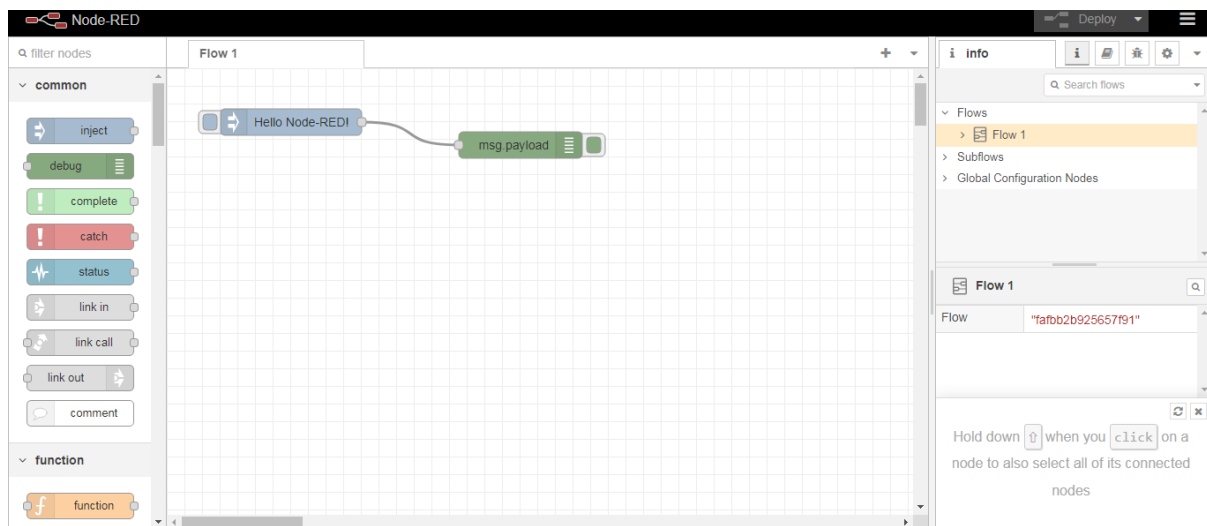 Node-RED
Deploy
filter nodes
Flow 1
info
i
Search flows
common
inject
debug
complete
catch
status
link in
link call
link out
comment
function
function
Hello Node-RED!
msg.payload
Flows
Flow 1
Subflows
Global Configuration Nodes
Flow 1
Flow "fafbb2b925657f91"
Hold down ⇧ when you click on a
node to also select all of its connected
nodes